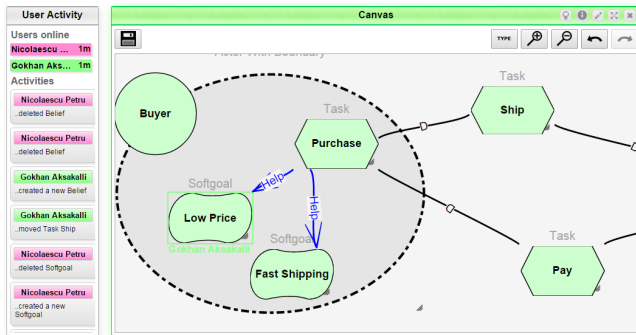 User Activity
Users online
Nicolaescu ... 1m
Gokhan Aks... 1m
Activities
Nicolaescu Petru
..deleted Belief
Nicolaescu Petru
..deleted Belief
Gokhan Aksakalli
..created a new Belief
Gokhan Aksakalli
..moved Task Ship
Nicolaescu Petru
..deleted Softgoal
Nicolaescu Petru
..created a new
Softgoal
Canvas
TYPE
Actor With Boundary
Buyer
Task
Purchase
Task
Ship
D
Help
Help
Softgoal
Low Price
Gokhan Aksakalli
D
Softgoal
Fast Shipping
Task
Pay